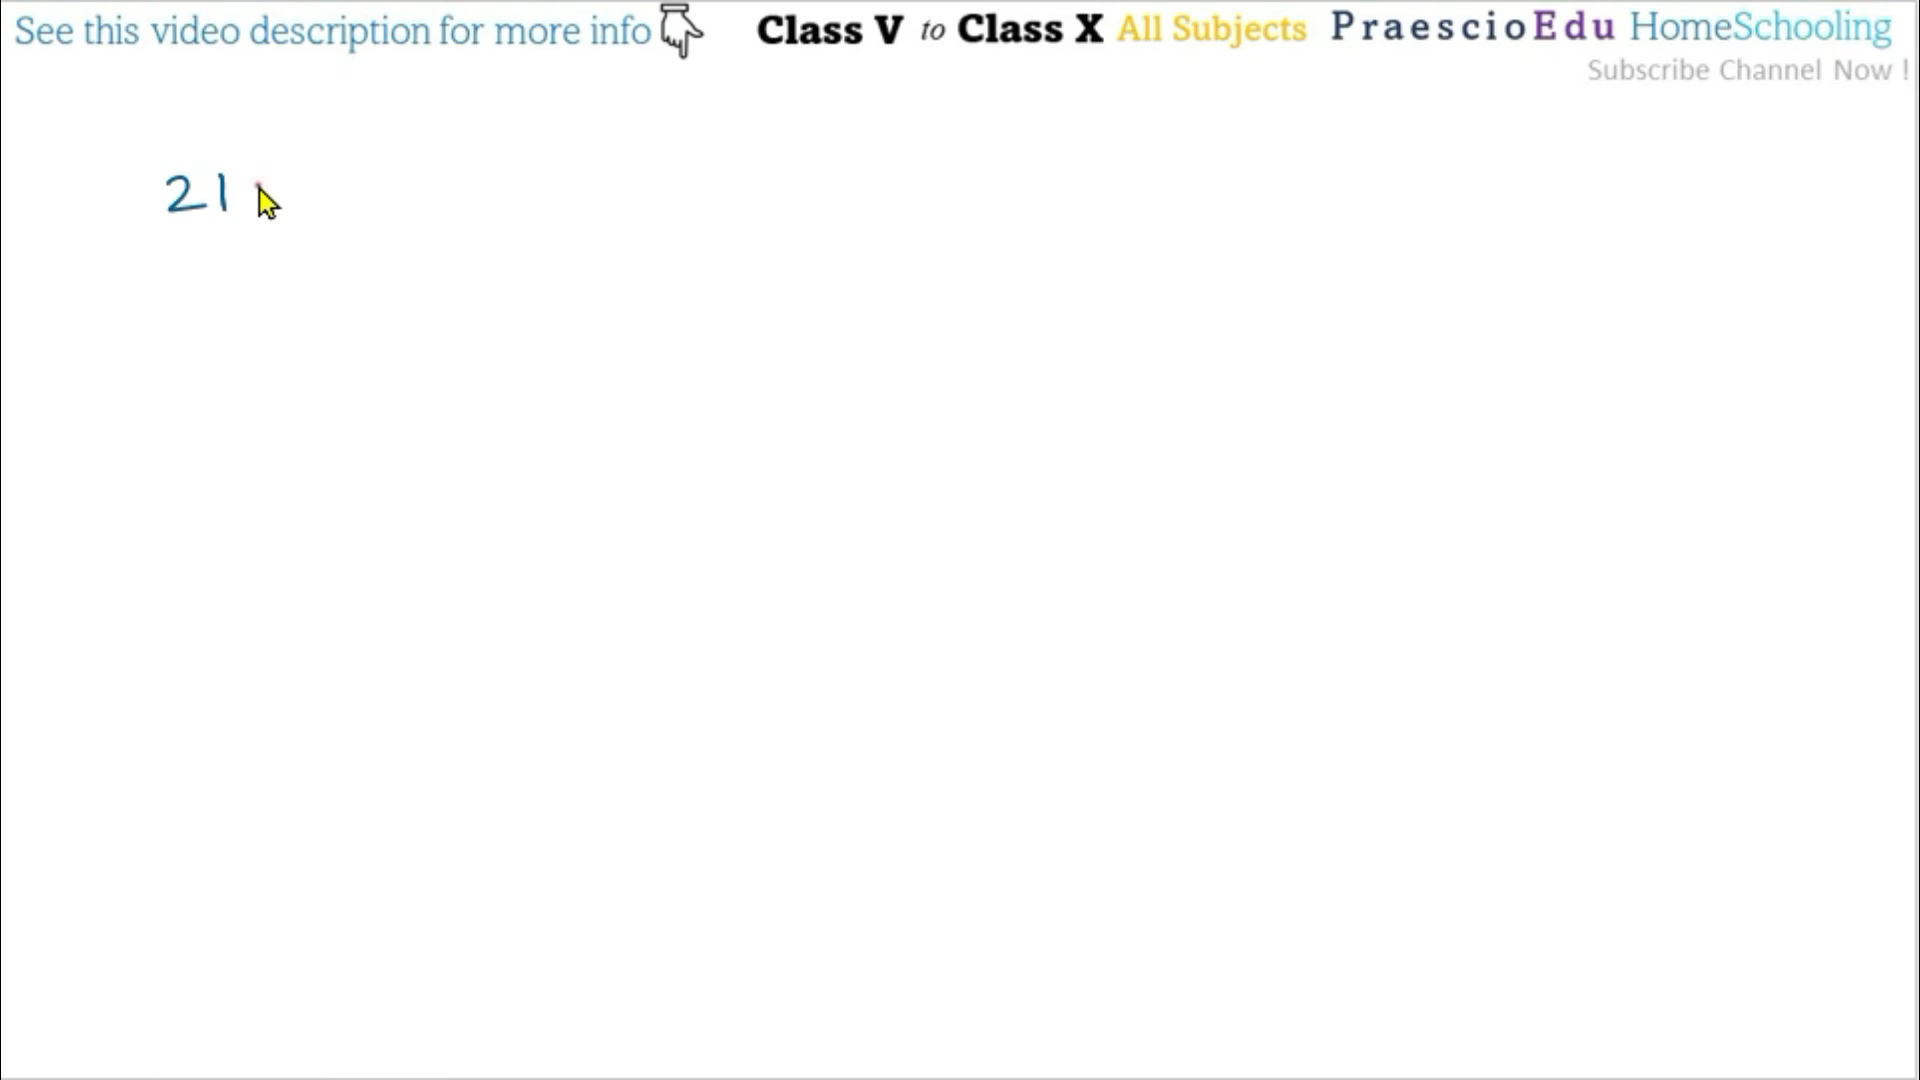 See this video description for more info Class V to Class X All Subjects PraescioEdu HomeSchooling
Subscribe Channel Now !
21